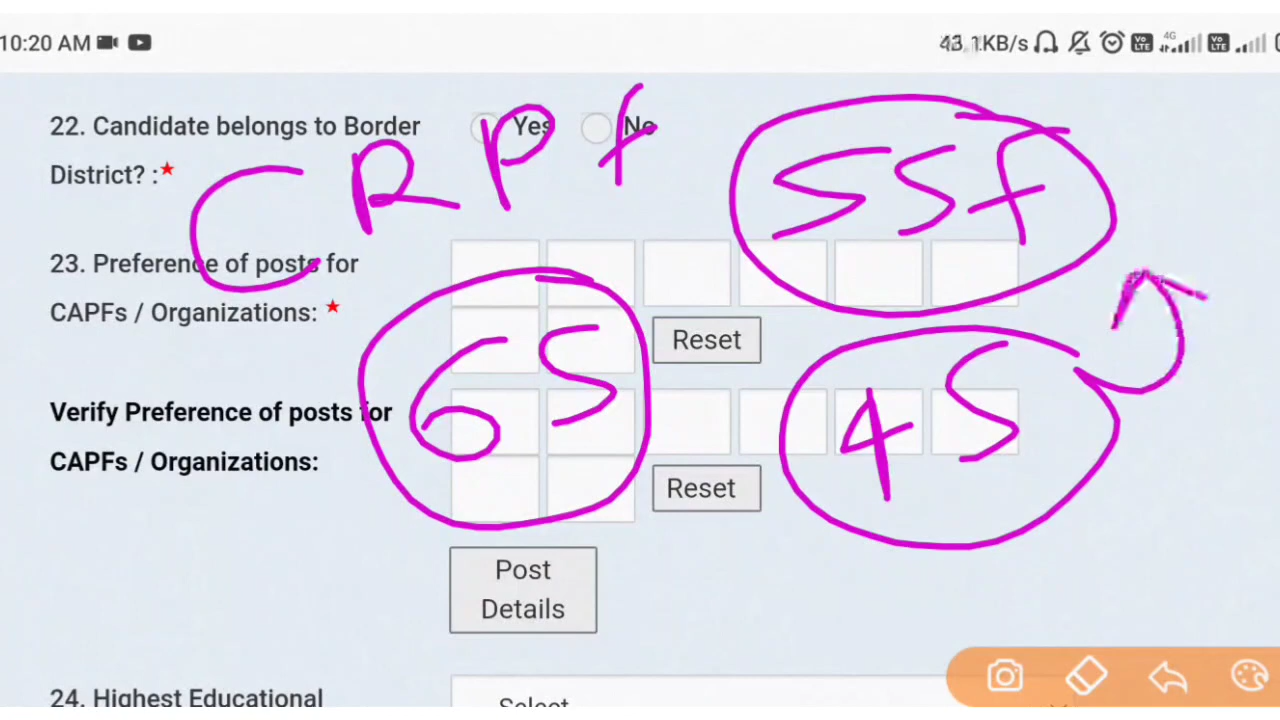 10:20 AM
43.1KB/s 4G
22. Candidate belongs to Border District? :* Yes No
CRPf
SSf
23. Preference of posts for CAPFs / Organizations: *
Reset
65
45
Verify Preference of posts for CAPFs / Organizations:
Reset
Post Details
24. Highest Educational
Select